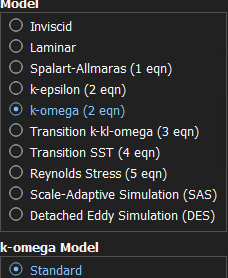 Model
Inviscid
Laminar
Spalart-Allmaras (1 eqn)
k-epsilon (2 eqn)
k-omega (2 eqn)
Transition k-kl-omega (3 eqn)
Transition SST (4 eqn)
Reynolds Stress (5 eqn)
Scale-Adaptive Simulation (SAS)
Detached Eddy Simulation (DES)
k-omega Model
Standard